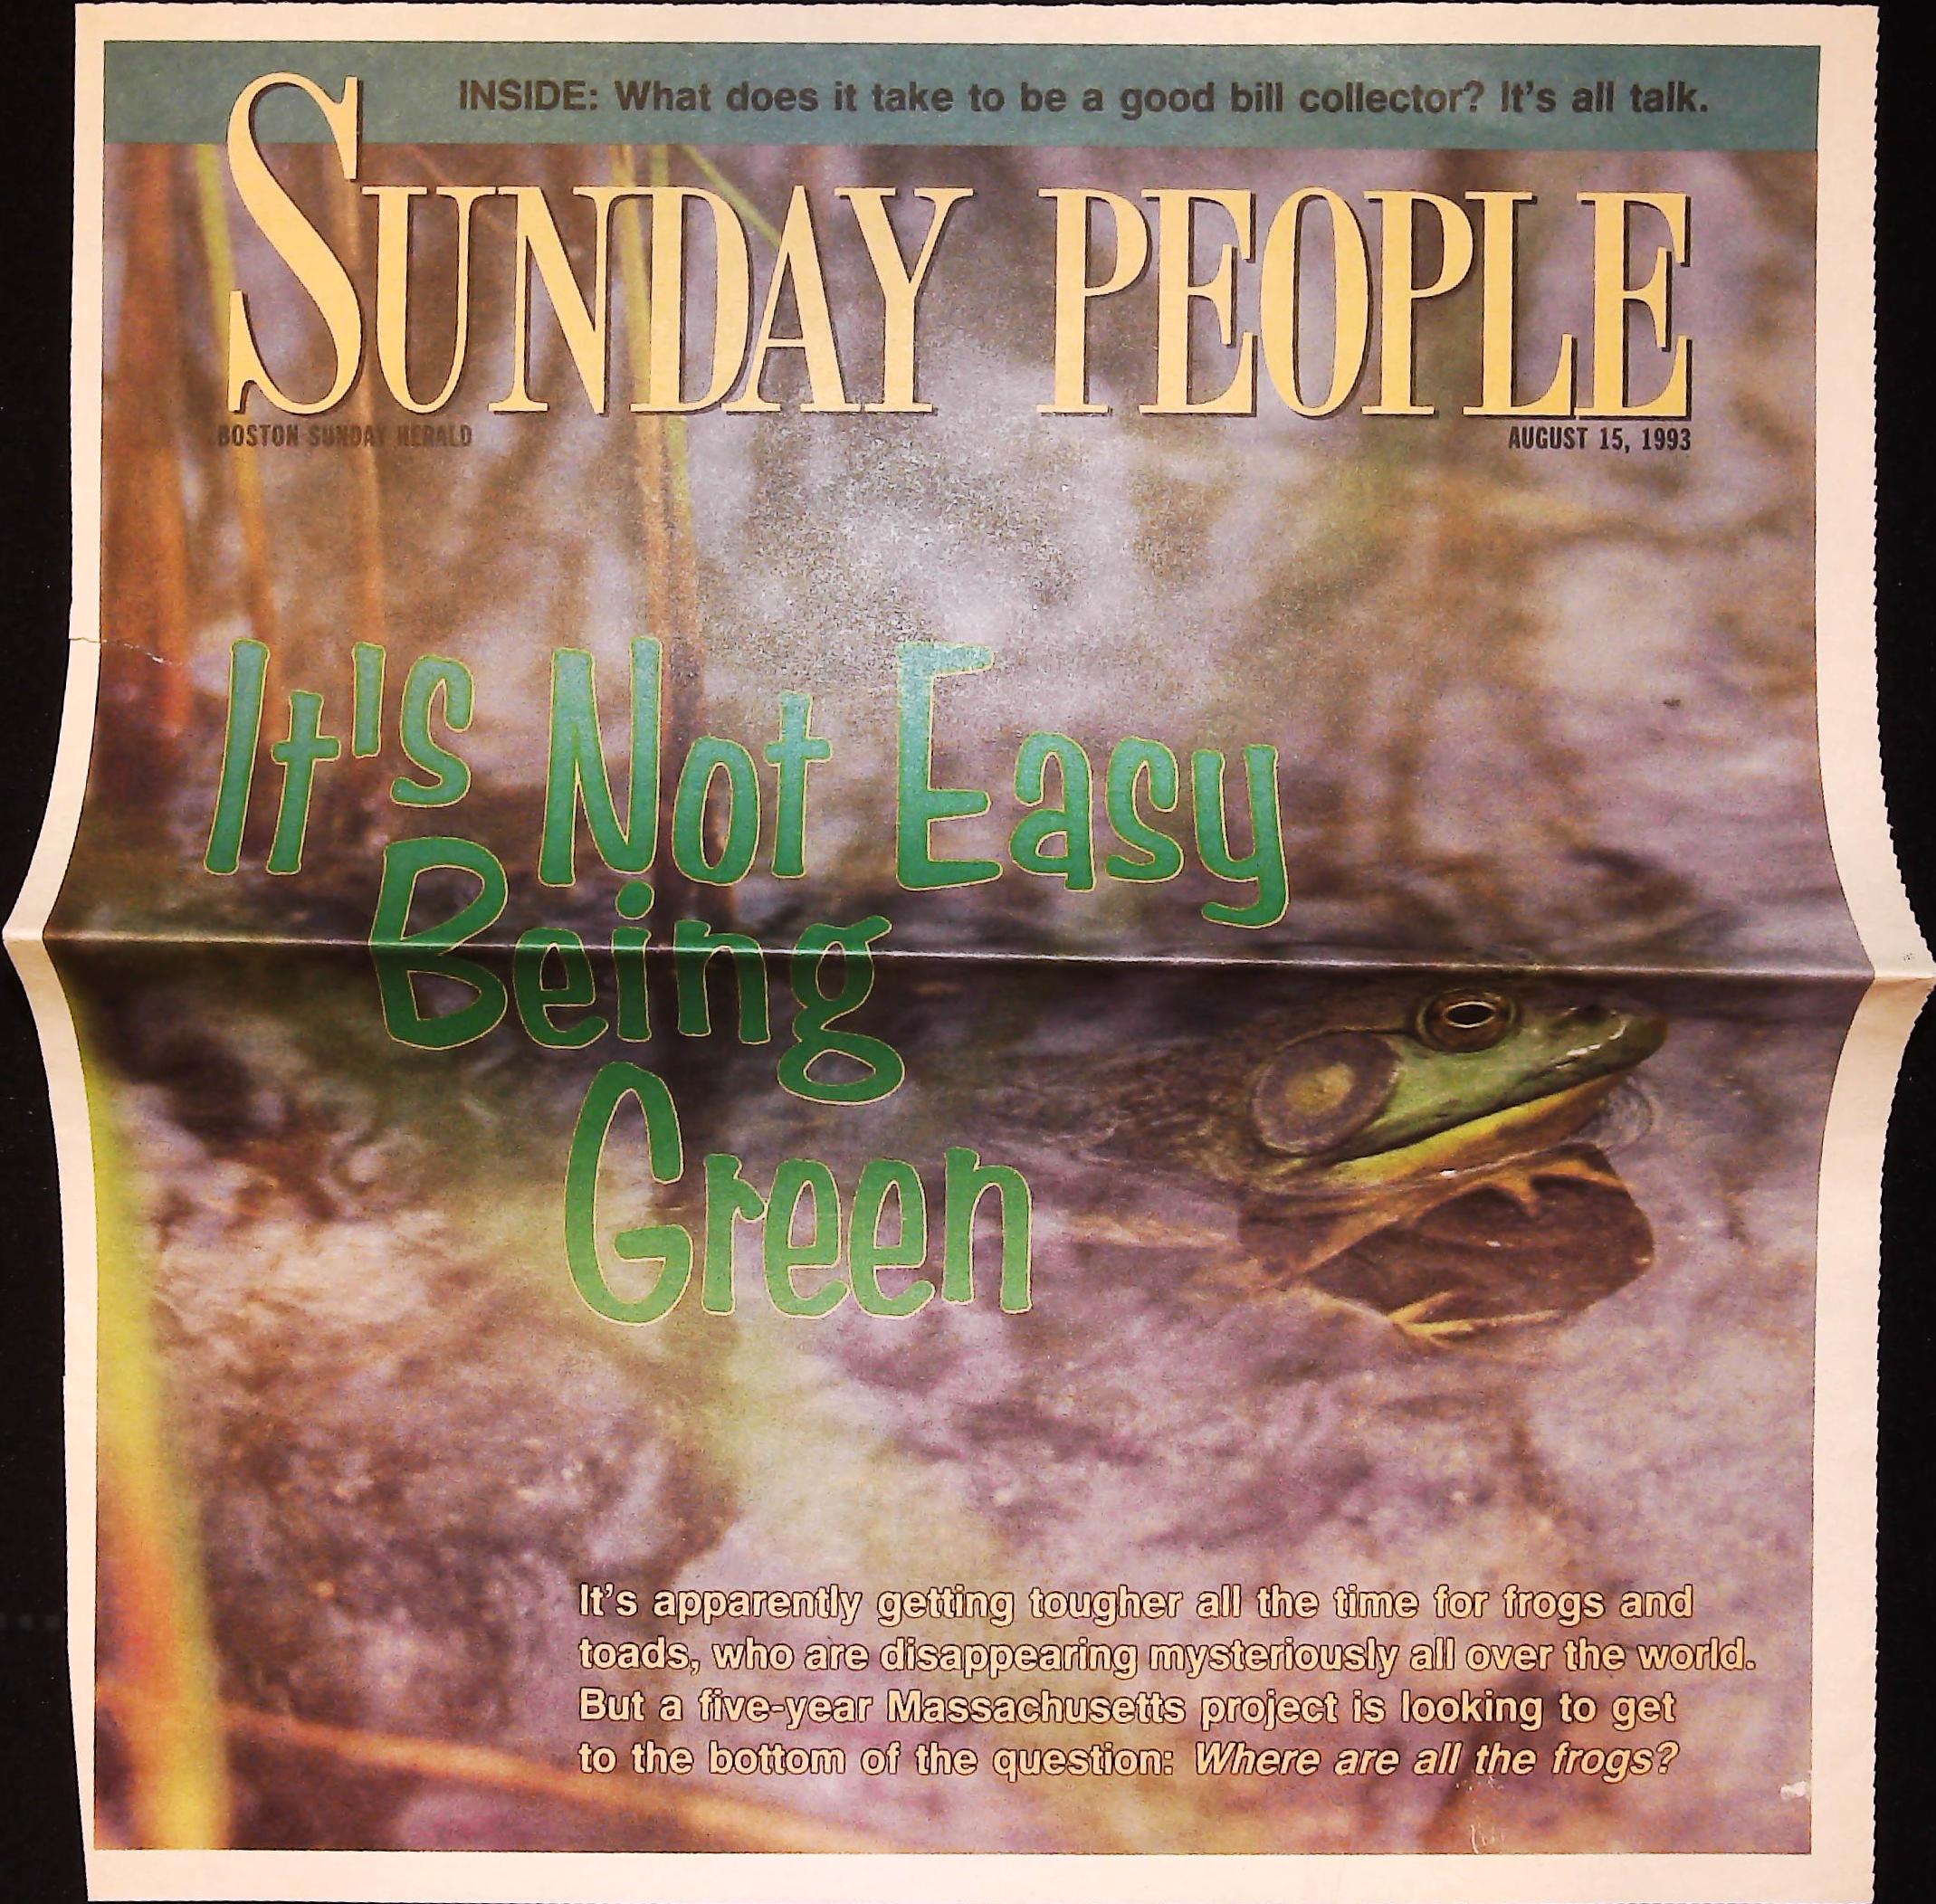 INSIDE: What does it take to be a good bill collector? It's all talk.
SUNDAY PEOPLE
BOSTON SUNDAY HERALD
AUGUST 15, 1993
It's Not Easy
Being
Green
It's apparently getting tougher all the time for frogs and
toads, who are disappearing mysteriously all over the world.
But a five-year Massachusetts project is looking to get
to the bottom of the question: Where are all the frogs?